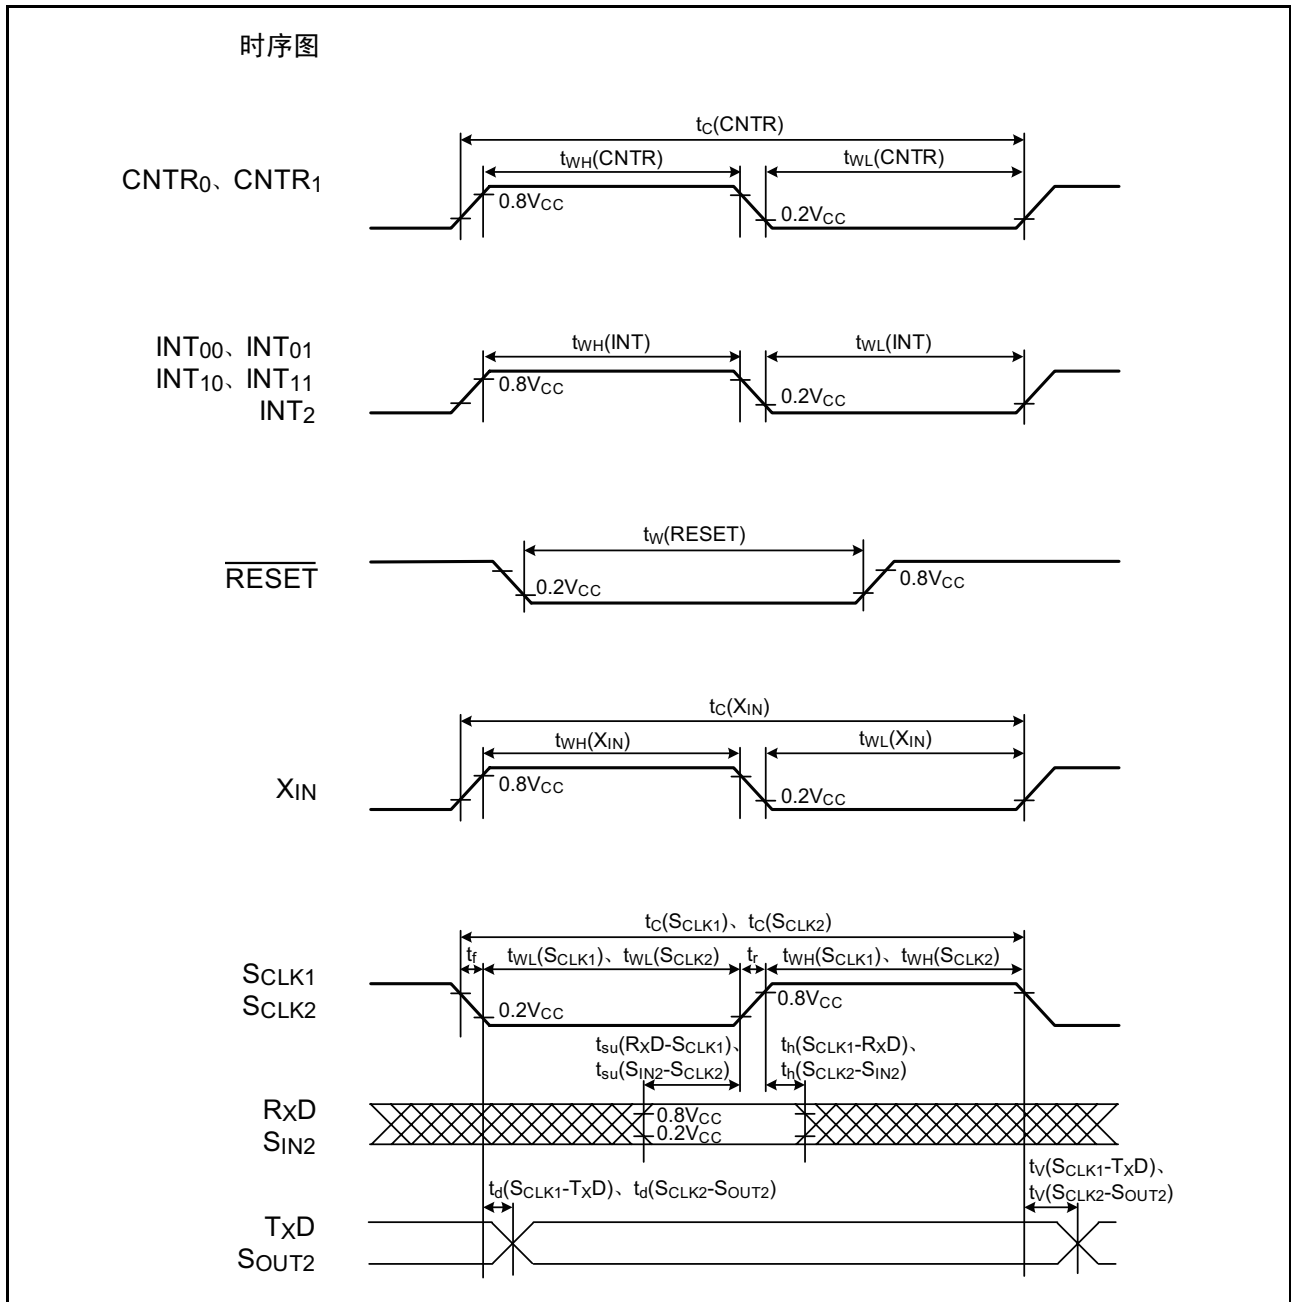 时序图
tC(CNTR)
tWH(CNTR)
tWL(CNTR)
CNTR0、CNTR1
0.8VCC
0.2VCC
INT00、INT01
INT10、INT11
INT2
tWH(INT)
tWL(INT)
0.8VCC
0.2VCC
tW(RESET)
RESET
0.2VCC
0.8VCC
tC(XIN)
tWH(XIN)
tWL(XIN)
XIN
0.8VCC
0.2VCC
tC(SCLK1)、tC(SCLK2)
tf
tWL(SCLK1)、tWL(SCLK2)
tr
tWH(SCLK1)、tWH(SCLK2)
SCLK1
SCLK2
0.2VCC
0.8VCC
tsu(RXD-SCLK1)、
tsu(SIN2-SCLK2)
th(SCLK1-RXD)、
th(SCLK2-SIN2)
RXD
SIN2
0.8VCC
0.2VCC
td(SCLK1-TXD)、td(SCLK2-SOUT2)
tV(SCLK1-TXD)、
tV(SCLK2-SOUT2)
TXD
SOUT2